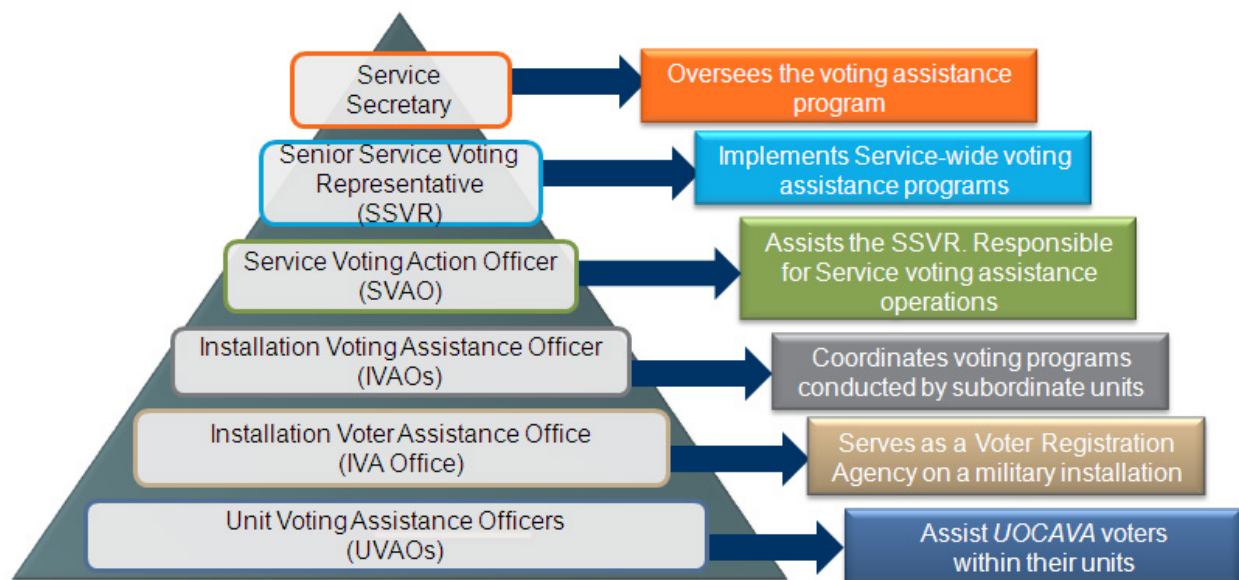 Service
Secretary
Oversees the voting assistance
program
Senior Service Voting
Representative
(SSVR)
Implements Service-wide voting
assistance programs
Service Voting Action Officer
(SVAO)
Assists the SSVR. Responsible
for Service voting assistance
operations
Installation Voting Assistance Officer
(IVAOs)
Coordinates voting programs
conducted by subordinate units
Installation Voter Assistance Office
(IVA Office)
Serves as a Voter Registration
Agency on a military installation
Unit Voting Assistance Officers
(UVAOs)
Assist UOCAVA voters
within their units